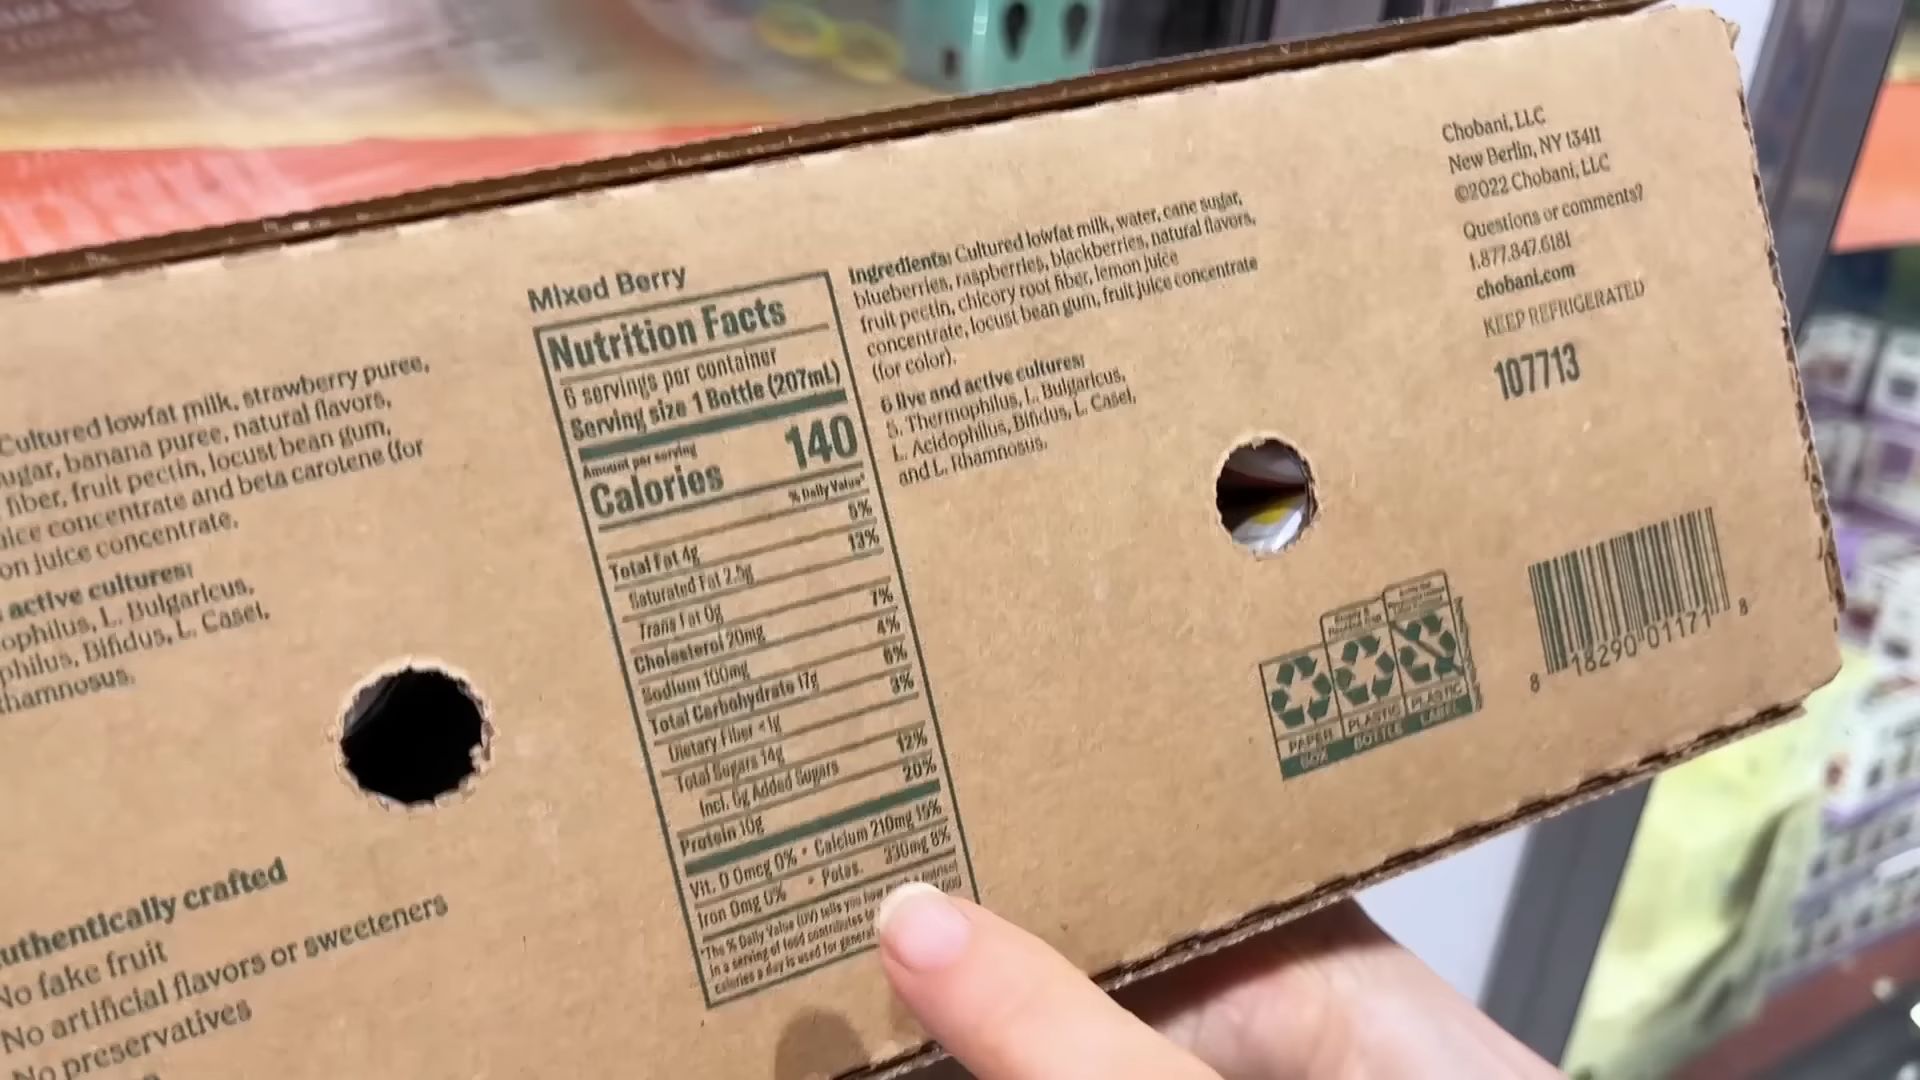 Cultured lowfat milk, strawberry puree,
sugar, banana puree, natural flavors,
fiber, fruit pectin, locust bean gum,
juice concentrate and beta carotene (for
on juice concentrate.
active cultures:
ophilus, L. Bulgaricus,
philus, Bifidus, L. Casei,
hamnosus.
uthentically crafted
No fake fruit
No artificial flavors or sweeteners
No preservatives
Mixed Berry
Nutrition Facts
6 servings per container
Serving size 1 Bottle (207mL)
Amount per serving
Calories 140
% Daily Value*
Total Fat 4g 5%
Saturated Fat 2.5g 13%
Trans Fat 0g
Cholesterol 20mg 7%
Sodium 100mg 4%
Total Carbohydrate 17g 6%
Dietary Fiber <1g 3%
Total Sugars 14g
Incl. 6g Added Sugars 12%
Protein 10g 20%
Vit. D 0mcg 0% • Calcium 210mg 15%
Iron 0mg 0% • Potas. 330mg 8%
*The % Daily Value (DV) tells you how much a nutrient
in a serving of food contributes to
calories a day is used for general
Ingredients: Cultured lowfat milk, water, cane sugar,
blueberries, raspberries, blackberries, natural flavors,
fruit pectin, chicory root fiber, lemon juice
concentrate, locust bean gum, fruit juice concentrate
(for color).
6 live and active cultures:
S. Thermophilus, L. Bulgaricus,
L. Acidophilus, Bifidus, L. Casei,
and L. Rhamnosus.
Chobani, LLC
New Berlin, NY 13411
©2022 Chobani, LLC
Questions or comments?
1.877.847.6181
chobani.com
KEEP REFRIGERATED
107713
PAPER PLASTIC PLASTIC
BOX BOTTLE LABEL
8 18290 01171 8